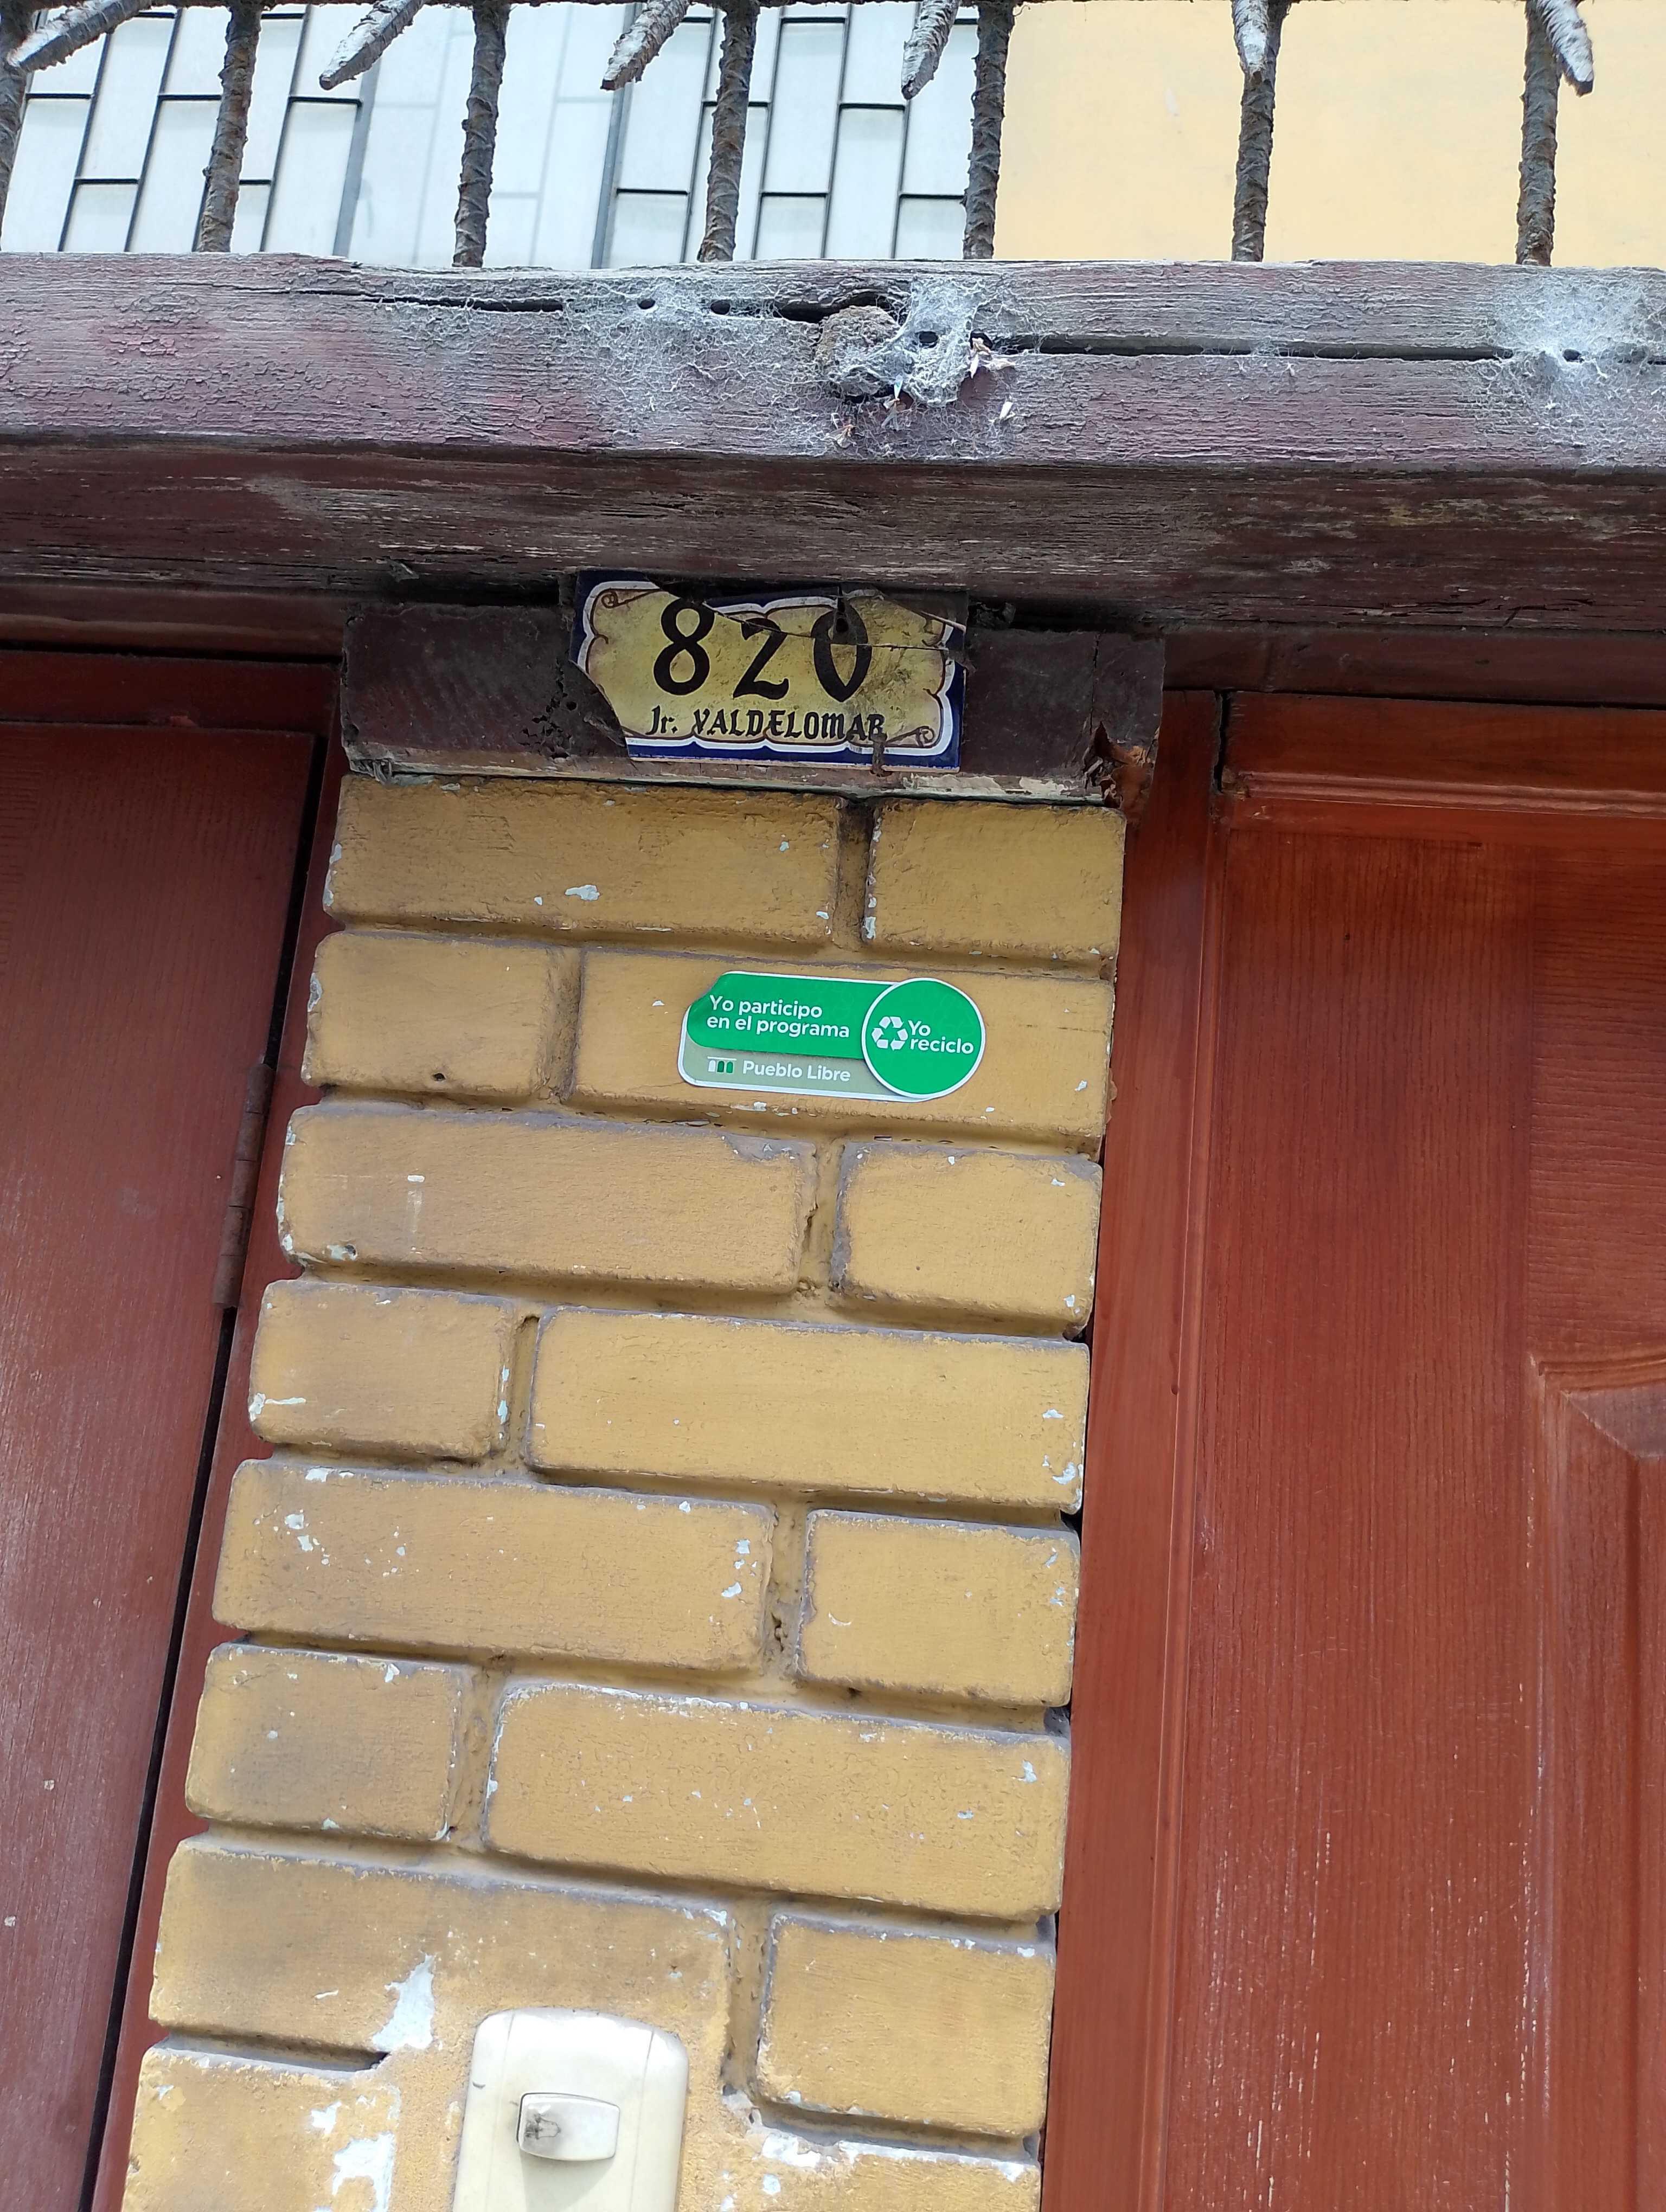 820
Jr. VALDELOMAR
Yo participo
en el programa
Yo
reciclo
Pueblo Libre